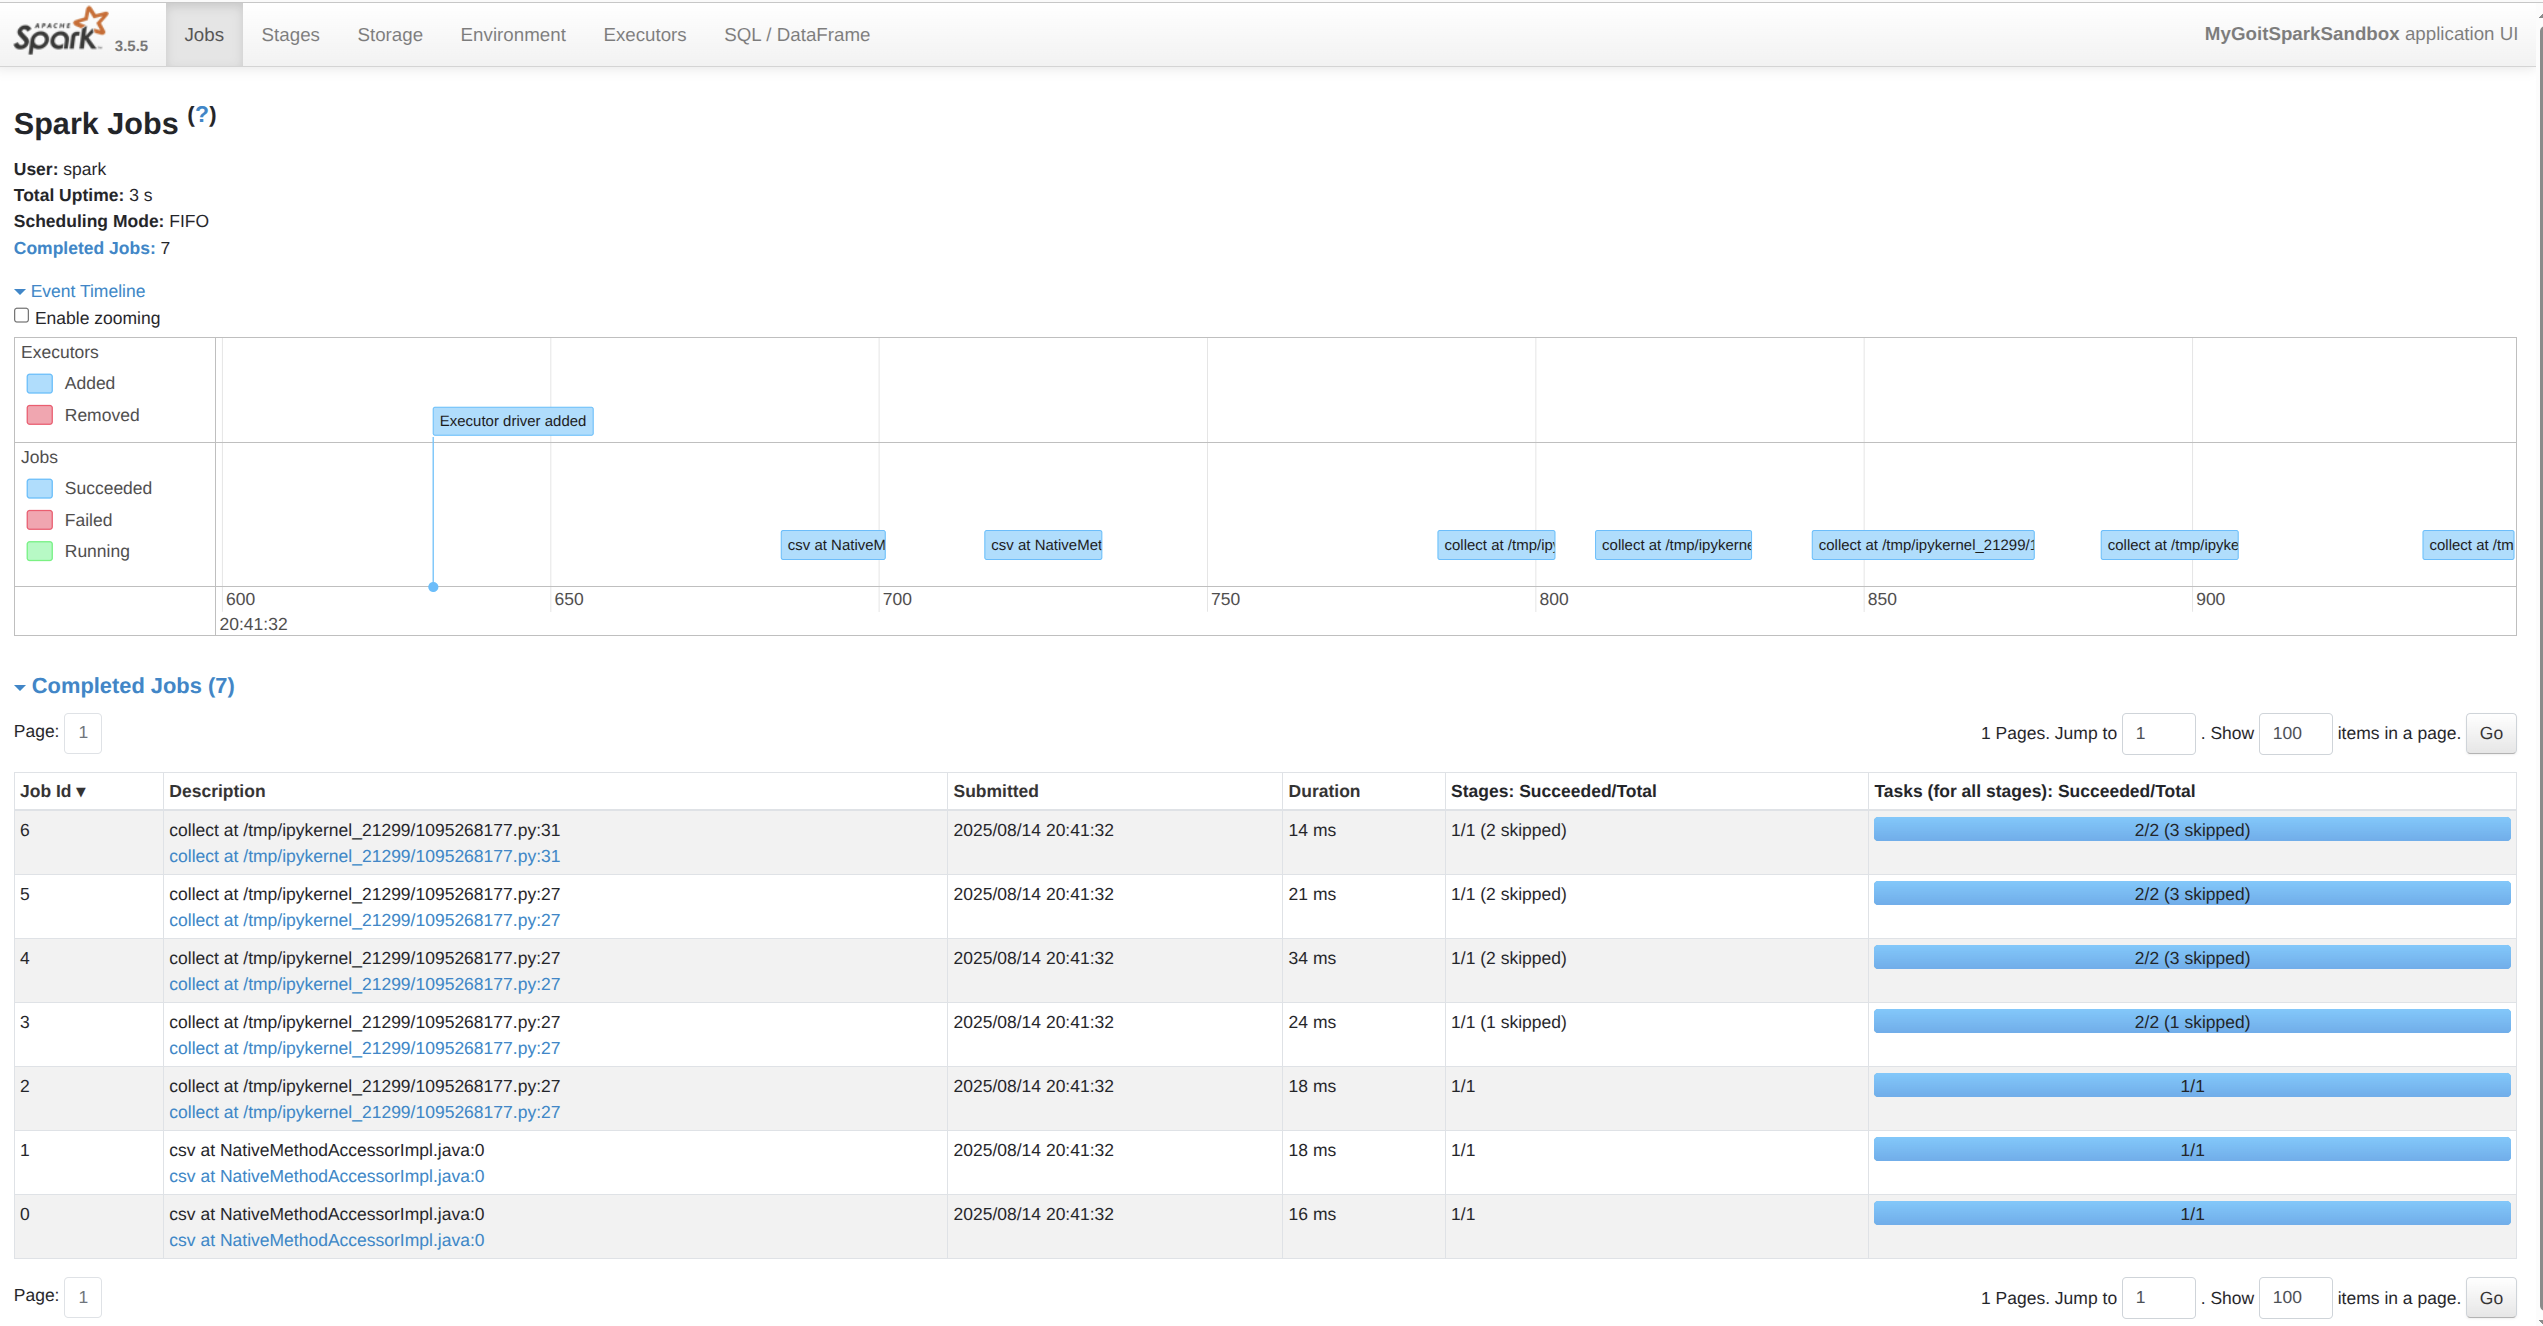 APACHE
Spark 3.5.5 Jobs Stages Storage Environment Executors SQL / DataFrame MyGoitSparkSandbox application UI
Spark Jobs (?)
User: spark
Total Uptime: 3 s
Scheduling Mode: FIFO
Completed Jobs: 7
Event Timeline
Enable zooming
Executors
Added
Removed
Executor driver added
Jobs
Succeeded
Failed
Running
csv at NativeM csv at NativeMet collect at /tmp/ipy collect at /tmp/ipykerne collect at /tmp/ipykernel_21299/1 collect at /tmp/ipyke collect at /tm
600 650 700 750 800 850 900
20:41:32
Completed Jobs (7)
Page: 1 1 Pages. Jump to 1 . Show 100 items in a page. Go
Job Id ▾ Description Submitted Duration Stages: Succeeded/Total Tasks (for all stages): Succeeded/Total
6 collect at /tmp/ipykernel_21299/1095268177.py:31 2025/08/14 20:41:32 14 ms 1/1 (2 skipped) 2/2 (3 skipped)
collect at /tmp/ipykernel_21299/1095268177.py:31
5 collect at /tmp/ipykernel_21299/1095268177.py:27 2025/08/14 20:41:32 21 ms 1/1 (2 skipped) 2/2 (3 skipped)
collect at /tmp/ipykernel_21299/1095268177.py:27
4 collect at /tmp/ipykernel_21299/1095268177.py:27 2025/08/14 20:41:32 34 ms 1/1 (2 skipped) 2/2 (3 skipped)
collect at /tmp/ipykernel_21299/1095268177.py:27
3 collect at /tmp/ipykernel_21299/1095268177.py:27 2025/08/14 20:41:32 24 ms 1/1 (1 skipped) 2/2 (1 skipped)
collect at /tmp/ipykernel_21299/1095268177.py:27
2 collect at /tmp/ipykernel_21299/1095268177.py:27 2025/08/14 20:41:32 18 ms 1/1 1/1
collect at /tmp/ipykernel_21299/1095268177.py:27
1 csv at NativeMethodAccessorImpl.java:0 2025/08/14 20:41:32 18 ms 1/1 1/1
csv at NativeMethodAccessorImpl.java:0
0 csv at NativeMethodAccessorImpl.java:0 2025/08/14 20:41:32 16 ms 1/1 1/1
csv at NativeMethodAccessorImpl.java:0
Page: 1 1 Pages. Jump to 1 . Show 100 items in a page. Go